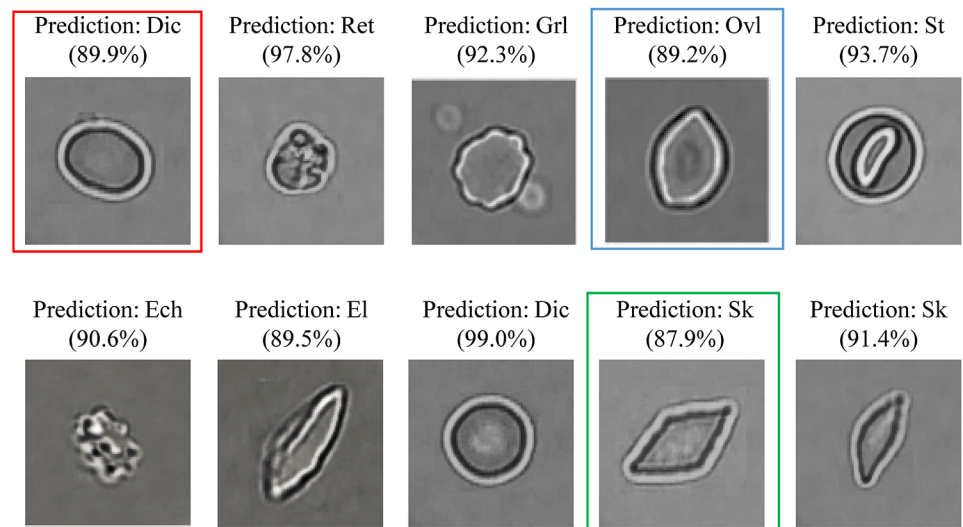 Prediction: Dic
(89.9%)
Prediction: Ret
(97.8%)
Prediction: Grl
(92.3%)
Prediction: Ovl
(89.2%)
Prediction: St
(93.7%)
Prediction: Ech
(90.6%)
Prediction: El
(89.5%)
Prediction: Dic
(99.0%)
Prediction: Sk
(87.9%)
Prediction: Sk
(91.4%)